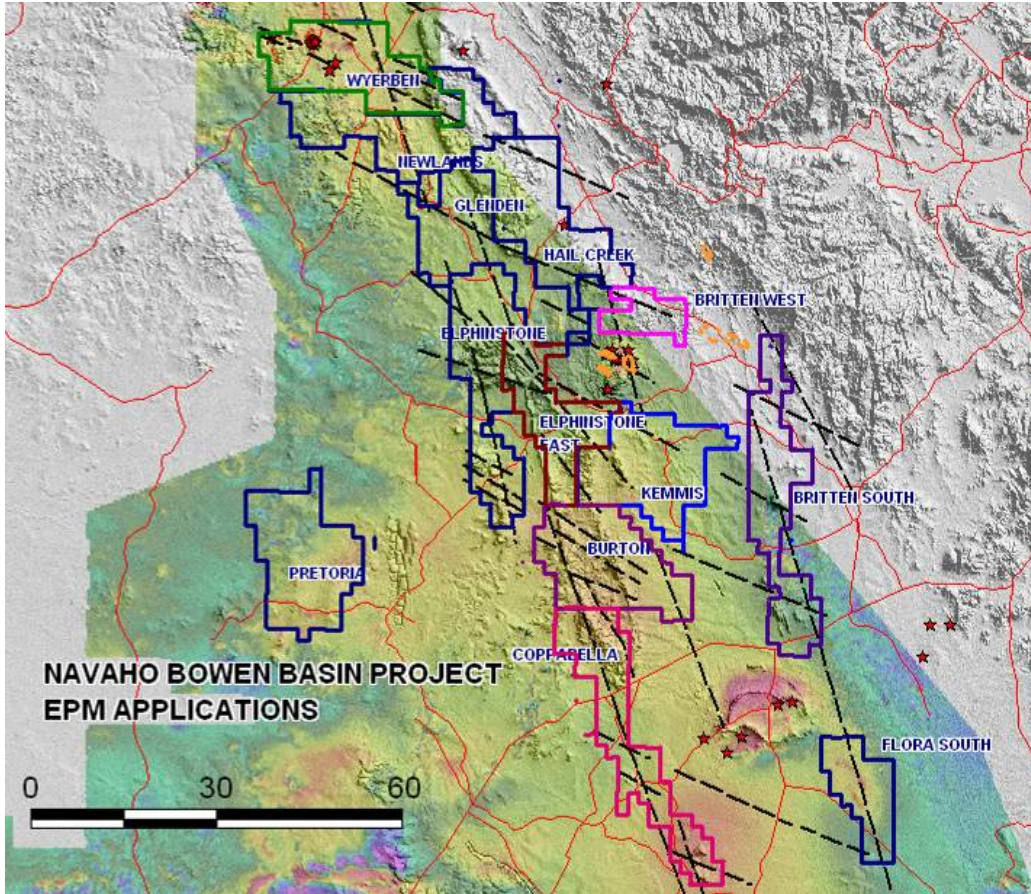 WYERBEN
NEWLANDS
GLENDEN
HAIL CREEK
BRITTEN WEST
ELPHINSTONE
ELPHINSTONE
EAST
KEMMIS
BRITTEN SOUTH
BURTON
PRETORIA
COPPABELLA
NAVAHO BOWEN BASIN PROJECT
EPM APPLICATIONS
FLORA SOUTH
0 30 60